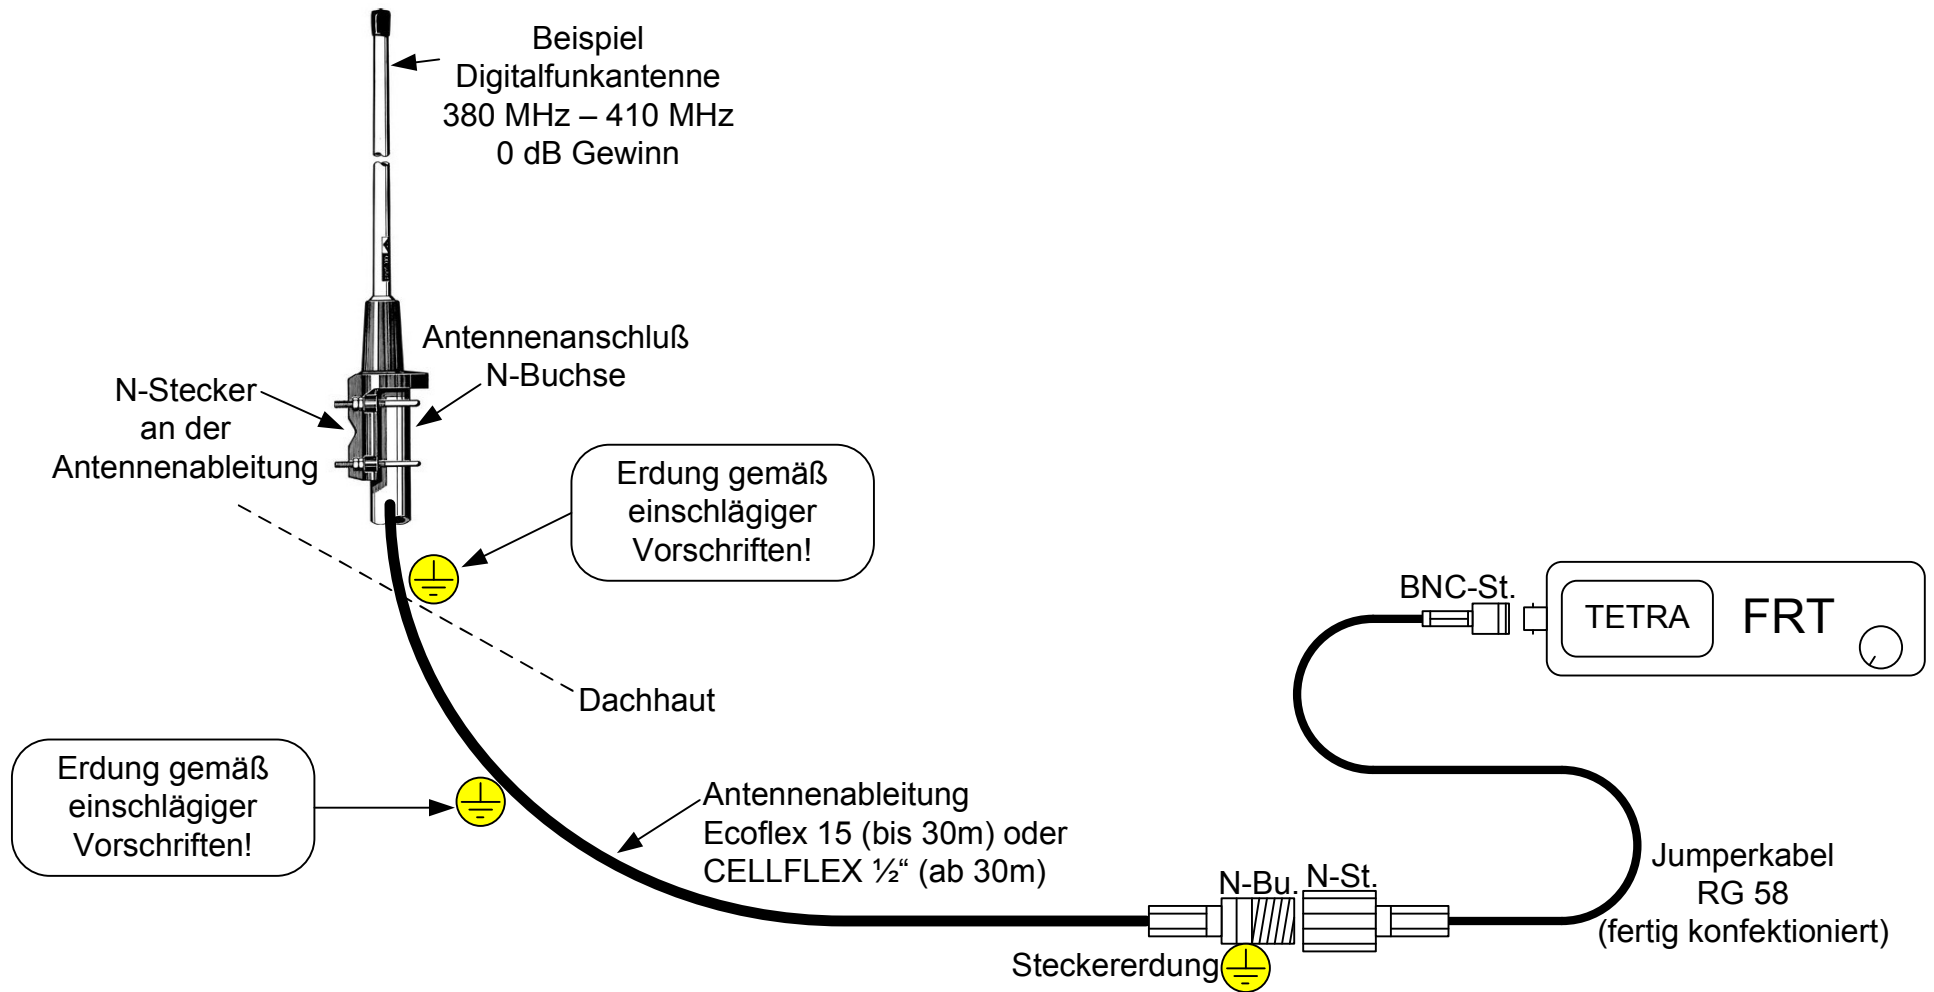 Beispiel
Digitalfunkantenne
380 MHz – 410 MHz
0 dB Gewinn
Antennenanschluß
N-Buchse
N-Stecker
an der
Antennenableitung
Erdung gemäß
einschlägiger
Vorschriften!
BNC-St.
TETRA
FRT
Dachhaut
Erdung gemäß
einschlägiger
Vorschriften!
Antennenableitung
Ecoflex 15 (bis 30m) oder
CELLFLEX ½“ (ab 30m)
N-Bu.
N-St.
Jumperkabel
RG 58
(fertig konfektioniert)
Steckererdung